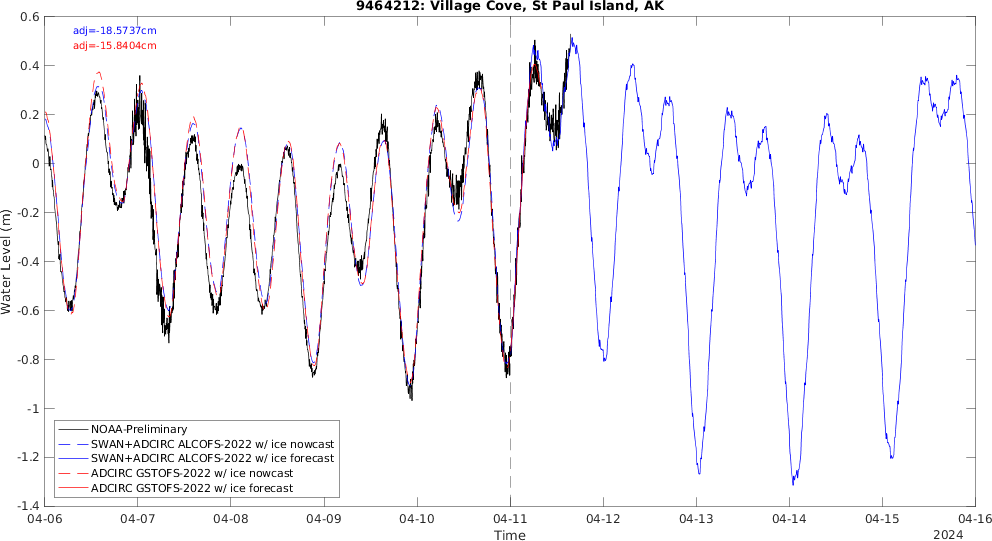 9464212: Village Cove, St Paul Island, AK
adj=-18.5737cm
adj=-15.8404cm
0.6
0.4
0.2
0
-0.2
-0.4
-0.6
-0.8
-1
-1.2
-1.4
Water Level (m)
NOAA-Preliminary
SWAN+ADCIRC ALCOFS-2022 w/ ice nowcast
SWAN+ADCIRC ALCOFS-2022 w/ ice forecast
ADCIRC GSTOFS-2022 w/ ice nowcast
ADCIRC GSTOFS-2022 w/ ice forecast
04-06 04-07 04-08 04-09 04-10 04-11 04-12 04-13 04-14 04-15 04-16
Time
2024